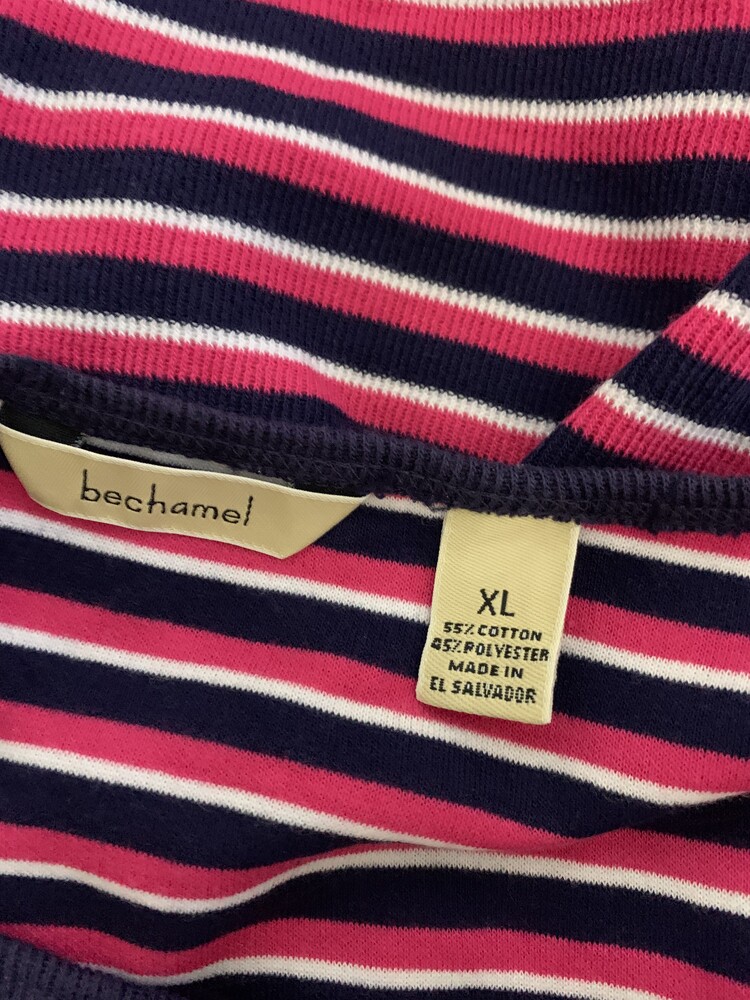 bechamel
XL
55% COTTON
45% POLYESTER
MADE IN
EL SALVADOR